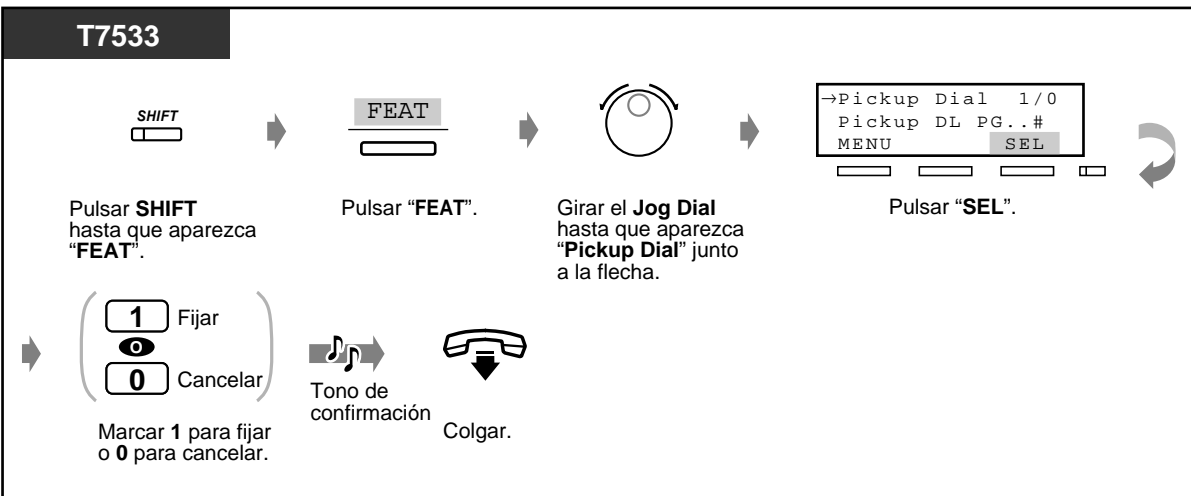 T7533
SHIFT
FEAT
→Pickup Dial 1/0
Pickup DL PG..#
MENU SEL
Pulsar SHIFT
hasta que aparezca
“FEAT”.
Pulsar “FEAT”.
Girar el Jog Dial
hasta que aparezca
“Pickup Dial” junto
a la flecha.
Pulsar “SEL”.
1 Fijar
O
0 Cancelar
Marcar 1 para fijar
o 0 para cancelar.
Tono de
confirmación
Colgar.